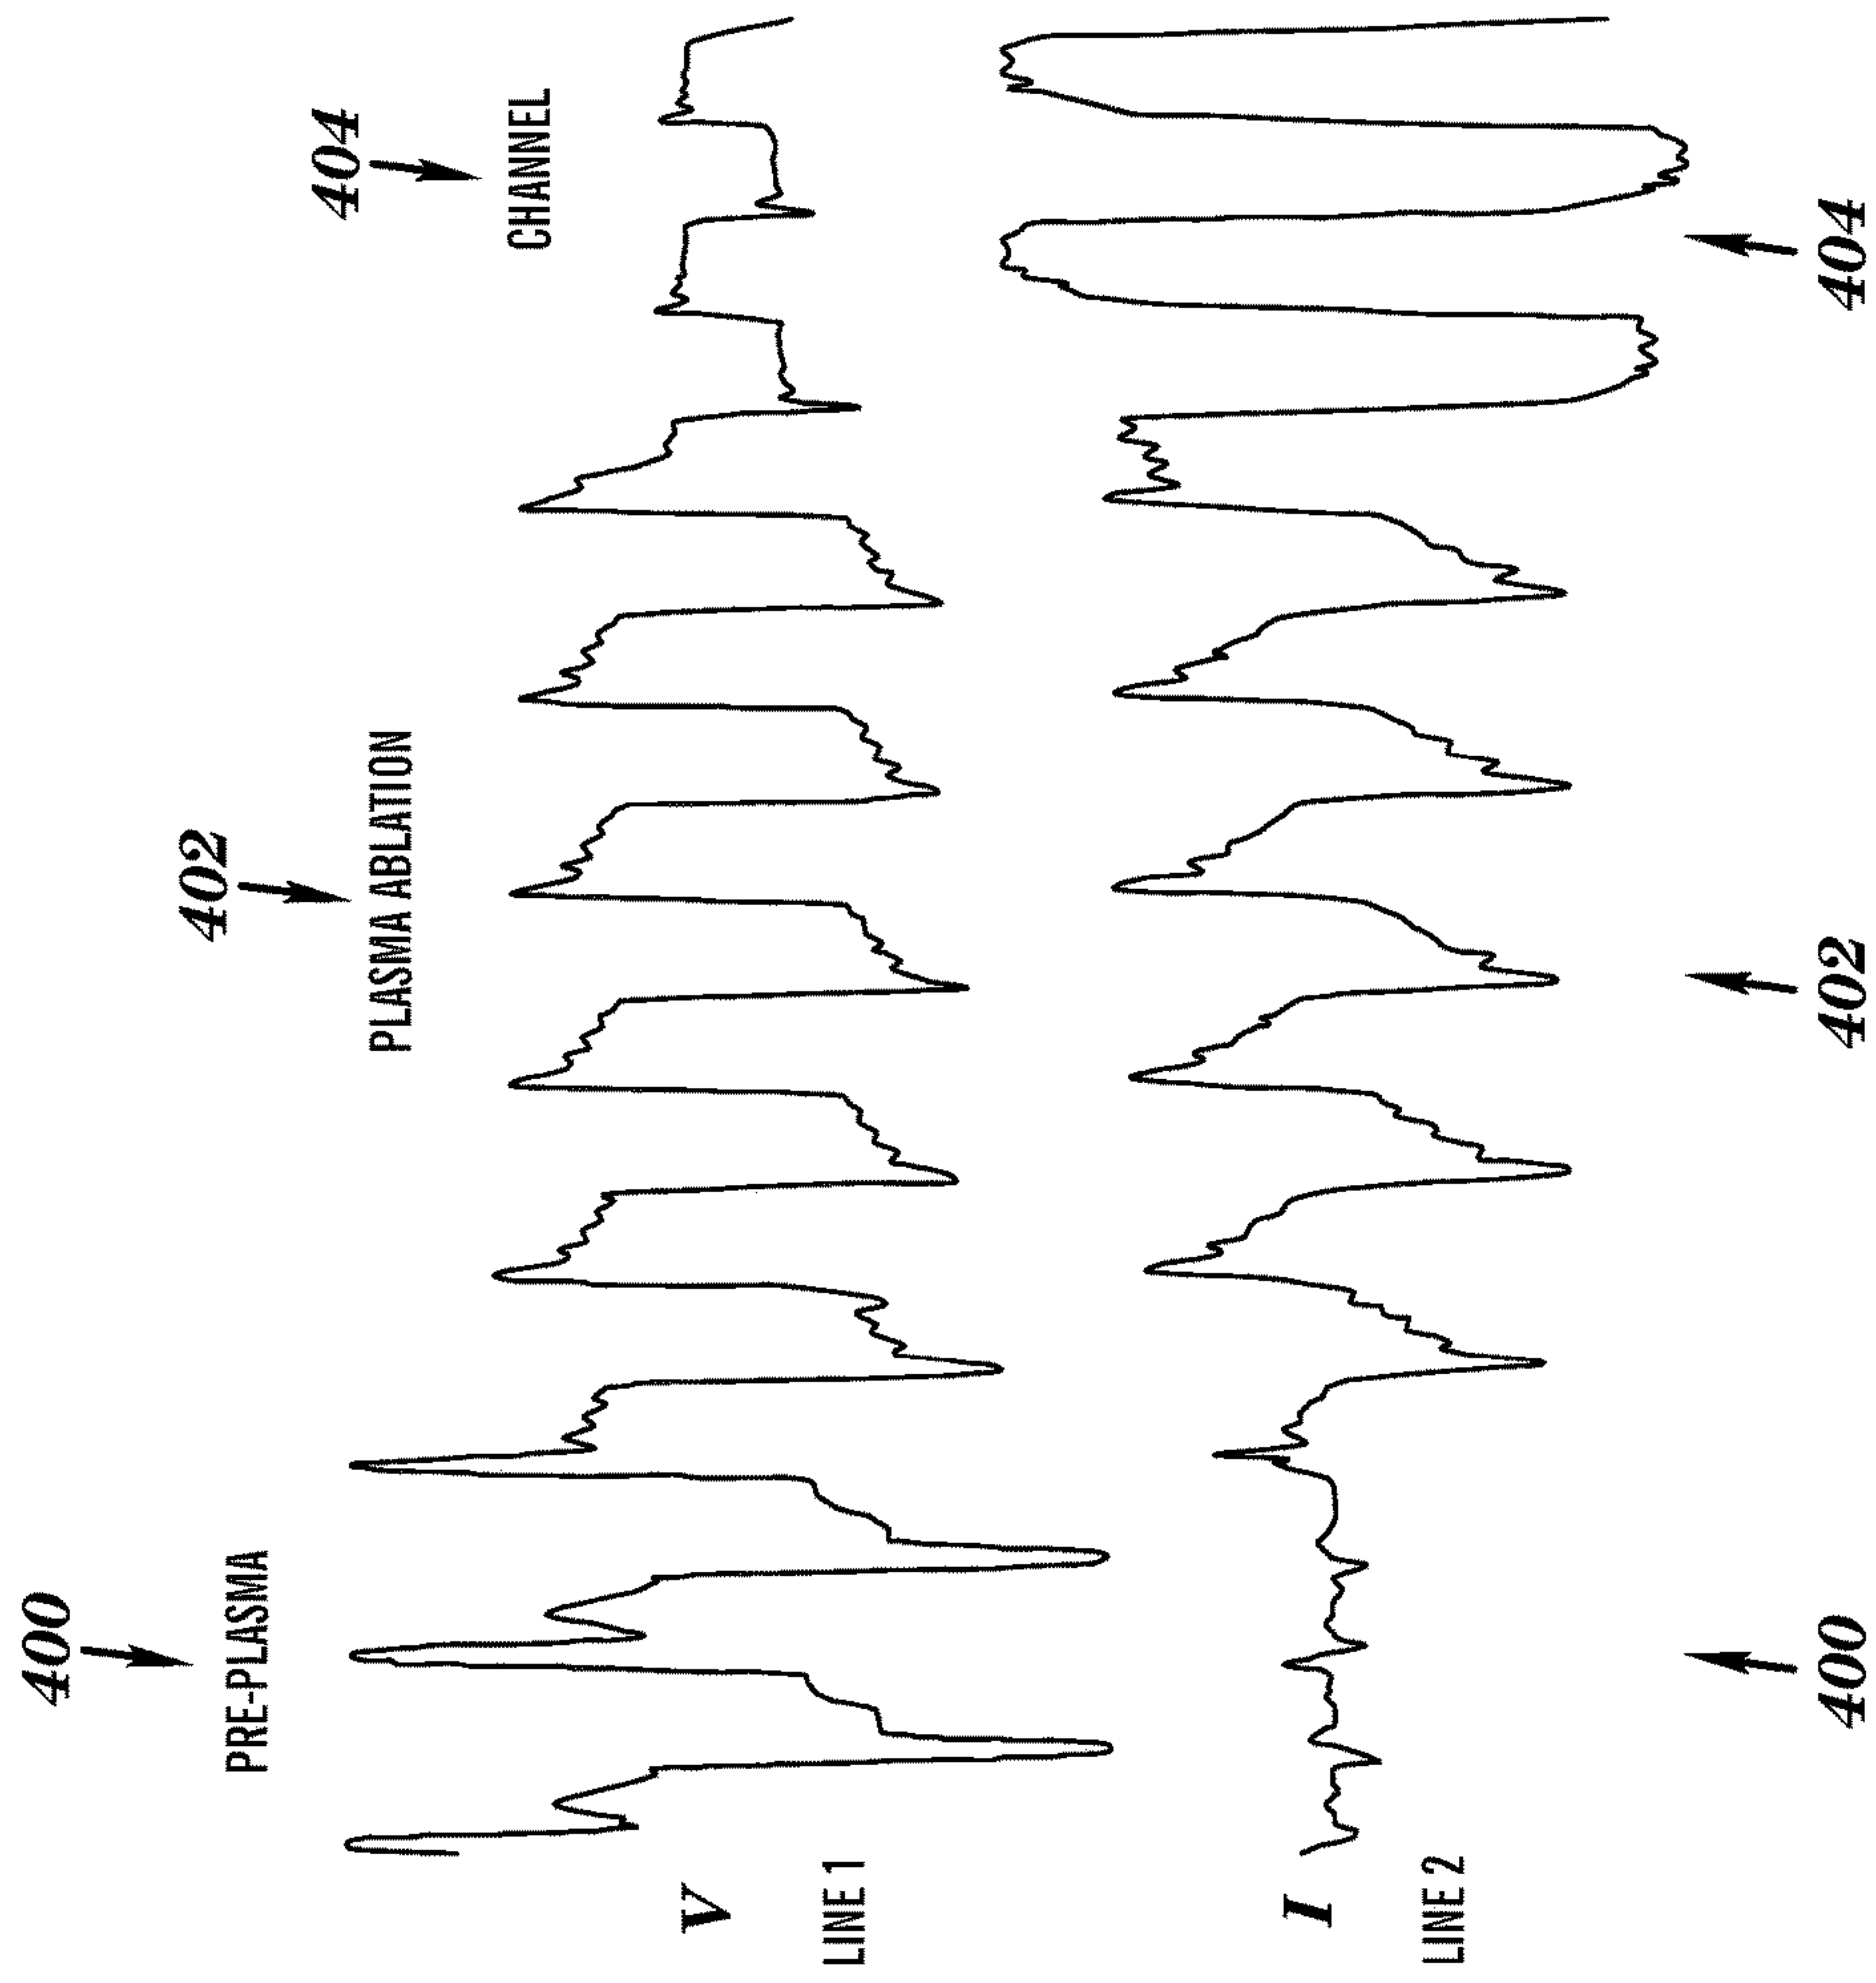 400
PRE-PLASMA
402
PLASMA ABLATION
404
CHANNEL
V
LINE 1
I
LINE 2
400
402
404